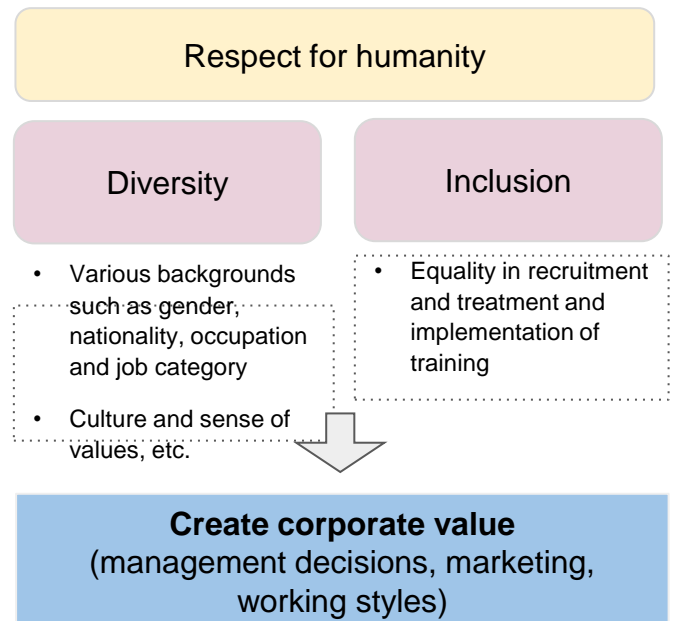 Respect for humanity
Diversity
Inclusion
• Various backgrounds
such as gender,
nationality, occupation
and job category
• Culture and sense of
values, etc.
• Equality in recruitment
and treatment and
implementation of
training
Create corporate value
(management decisions, marketing,
working styles)